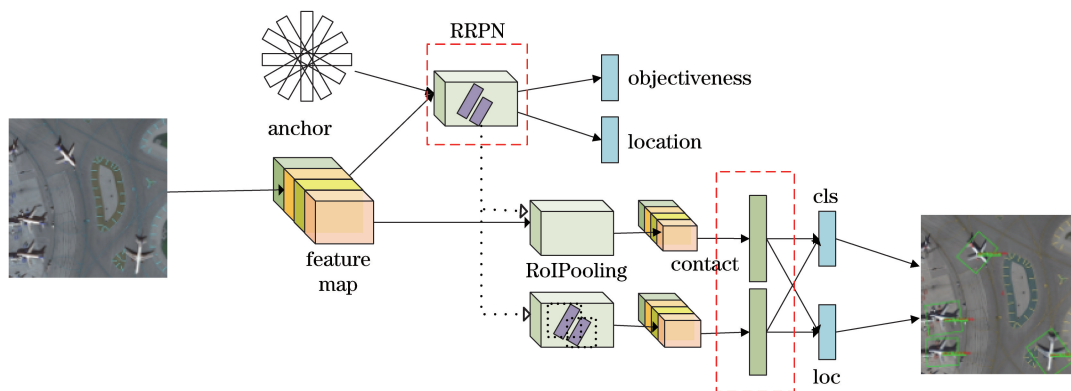 RRPN
objectiveness
anchor
location
cls
feature
map
RoIPooling
contact
loc